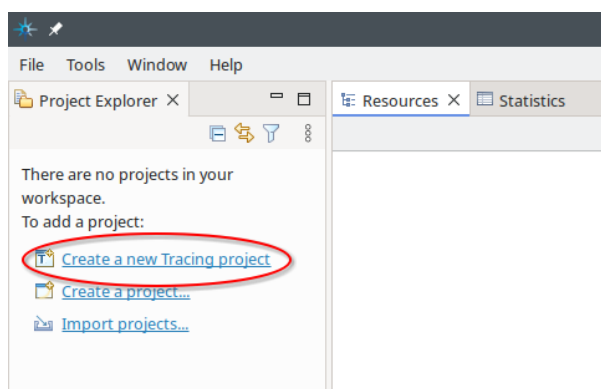 File Tools Window Help
Project Explorer
Resources Statistics
There are no projects in your
workspace.
To add a project:
Create a new Tracing project
Create a project...
Import projects...